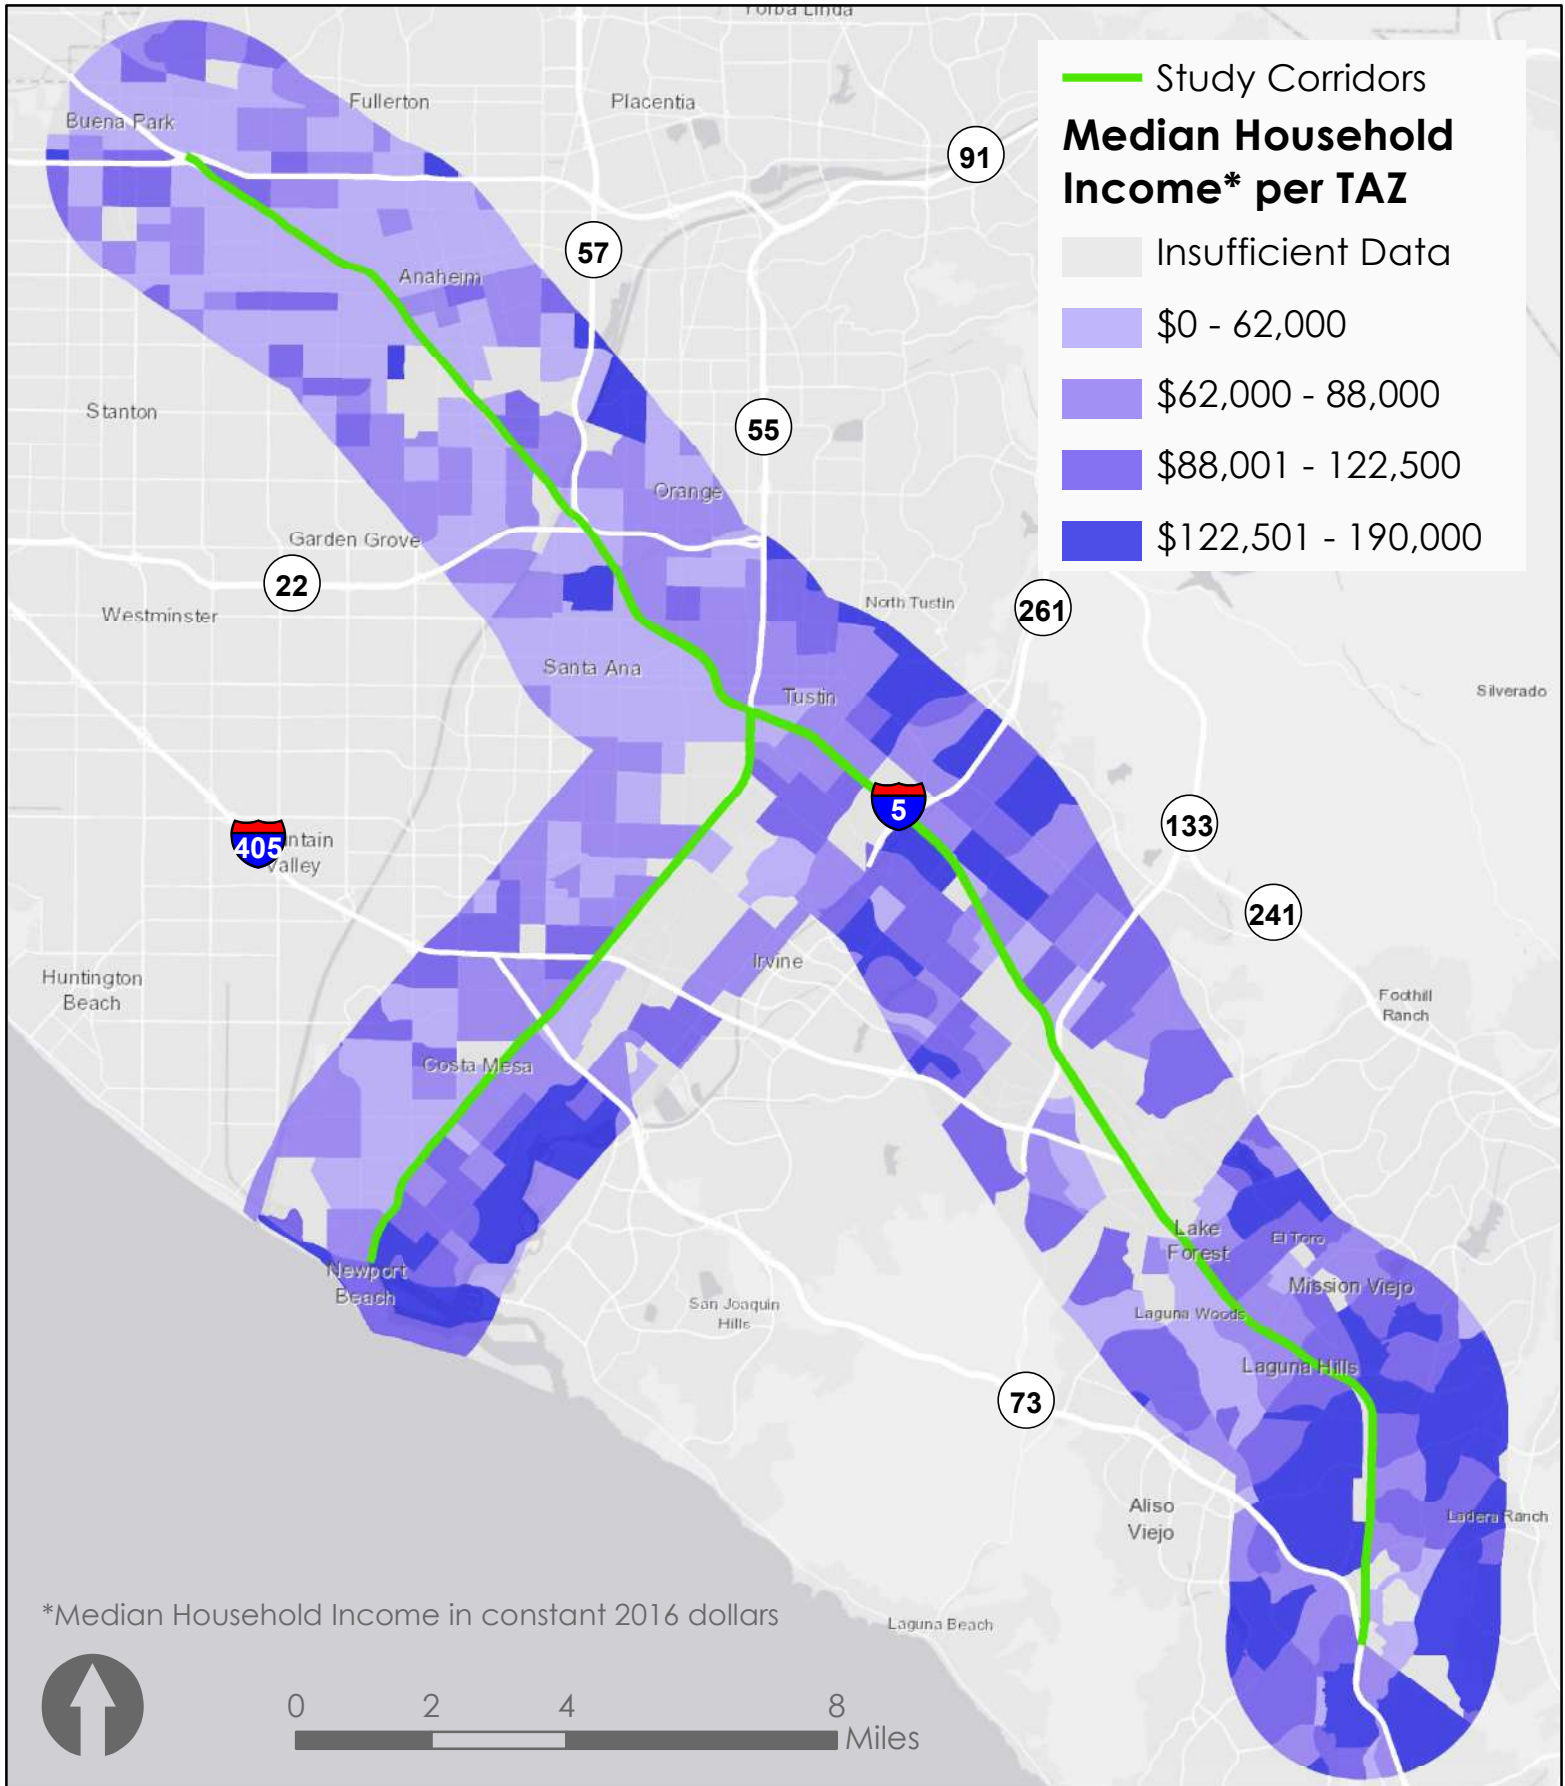 Yorba Linda
Fullerton
Placentia
Buena Park
91
Study Corridors
Median Household
Income* per TAZ
Insufficient Data
$0 - 62,000
$62,000 - 88,000
$88,001 - 122,500
$122,501 - 190,000
57
Anaheim
Stanton
55
Orange
Garden Grove
22
Westminster
North Tustin
261
Santa Ana
Tustin
Silverado
5
133
405
ntain
Valley
241
Irvine
Huntington
Beach
Foothill
Ranch
Costa Mesa
Lake
Forest
El Toro
Newport
Beach
Mission Viejo
San Joaquin
Hills
Laguna Woods
Laguna Hills
73
Aliso
Viejo
Ladera Ranch
*Median Household Income in constant 2016 dollars
Laguna Beach
0 2 4 8
Miles